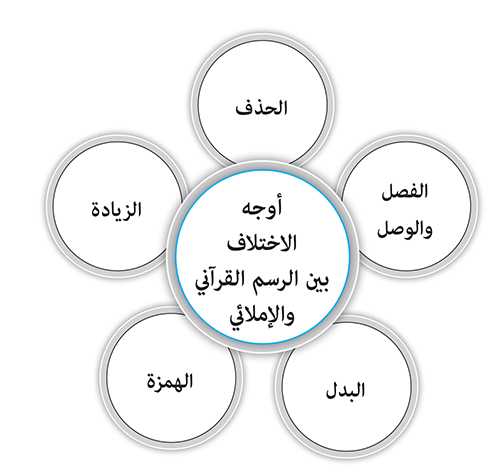 الحذف
الفصل
والوصل
الزيادة
أوجه
الاختلاف
بين الرسم القرآني
والإملائي
البدل
الهمزة